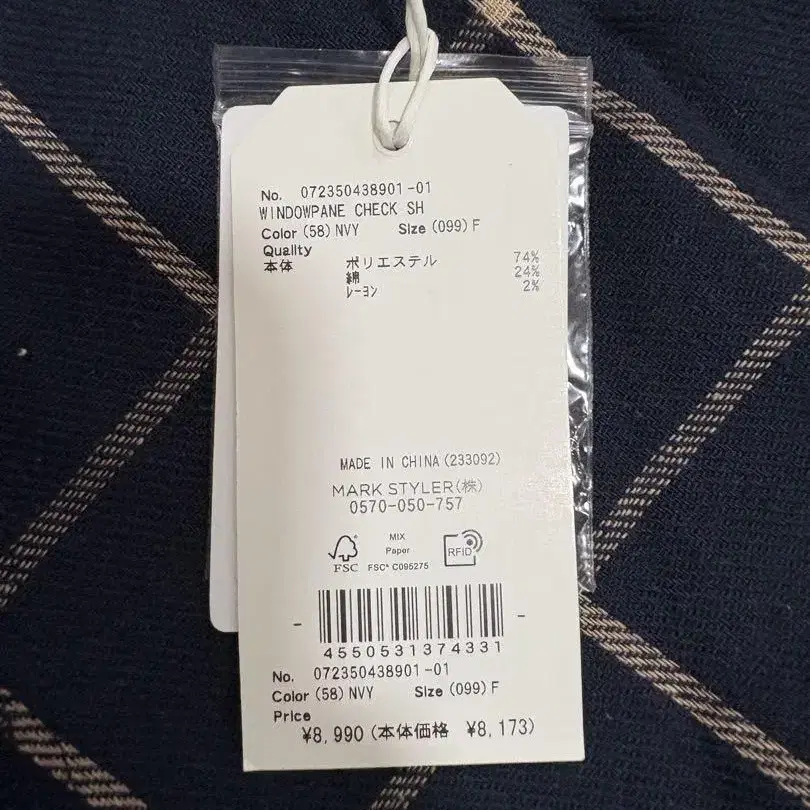 No. 072350438901-01
WINDOWPANE CHECK SH
Color (58) NVY Size (099) F
Quality
本体 ポリエステル 74%
綿 24%
ﾚｰﾖﾝ 2%
MADE IN CHINA (233092)
MARK STYLER(株)
0570-050-757
FSC
MIX
Paper
FSC® C095275
RFID
4550531374331
No. 072350438901-01
Color (58) NVY Size (099) F
Price
¥8,990 (本体価格 ¥8,173)